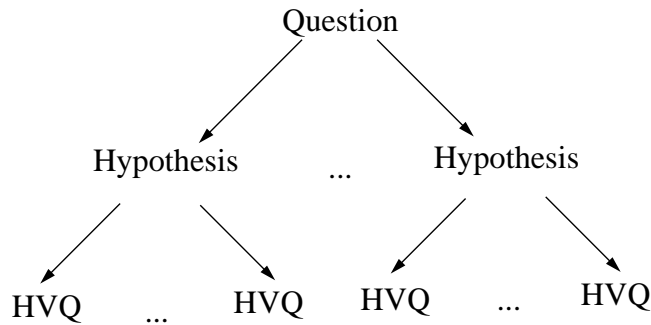 Question
Hypothesis ... Hypothesis
HVQ ... HVQ HVQ ... HVQ